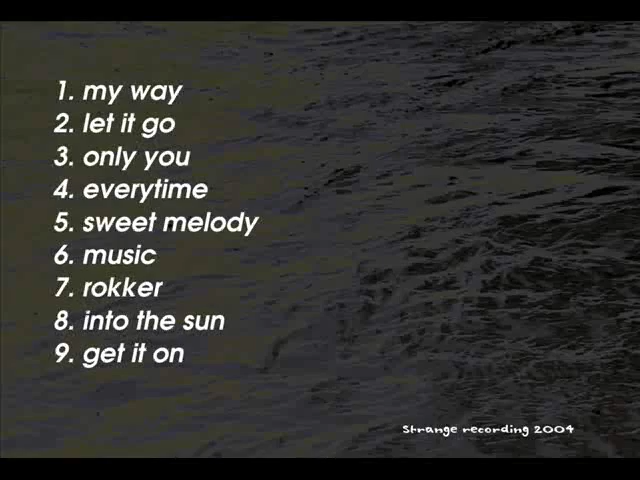 1. my way
2. let it go
3. only you
4. everytime
5. sweet melody
6. music
7. rokker
8. into the sun
9. get it on
Strange recording 2004